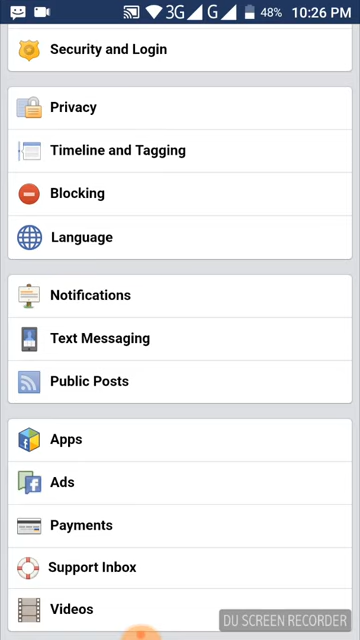 3G G 48% 10:26 PM
Security and Login
Privacy
Timeline and Tagging
Blocking
Language
Notifications
Text Messaging
Public Posts
Apps
Ads
Payments
Support Inbox
Videos
DU SCREEN RECORDER